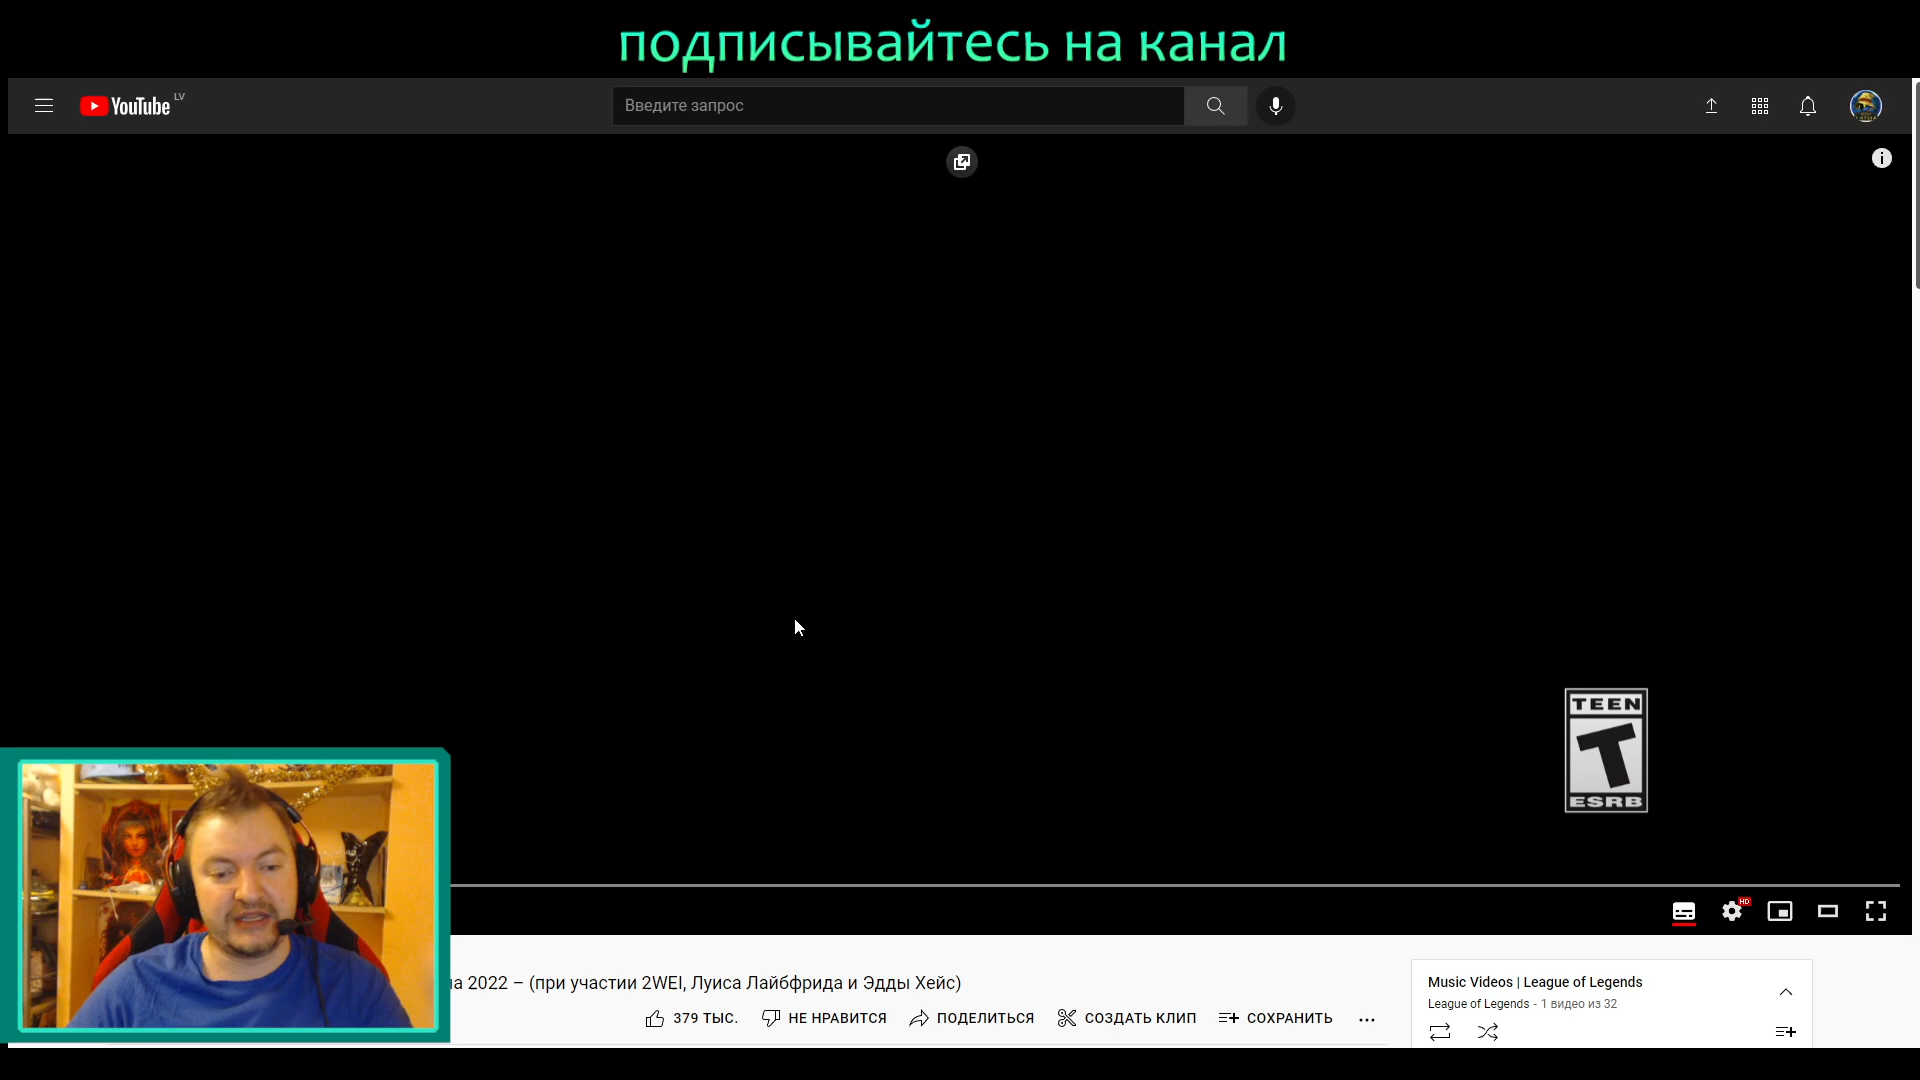 подписывайтесь на канал
YouTube LV
Введите запрос
TEEN
T
ESRB
HD
2022 – (при участии 2WEI, Луиса Лайбфрида и Эдды Хейс)
379 ТЫС. НЕ НРАВИТСЯ ПОДЕЛИТЬСЯ СОЗДАТЬ КЛИП СОХРАНИТЬ
Music Videos | League of Legends
League of Legends - 1 видео из 32